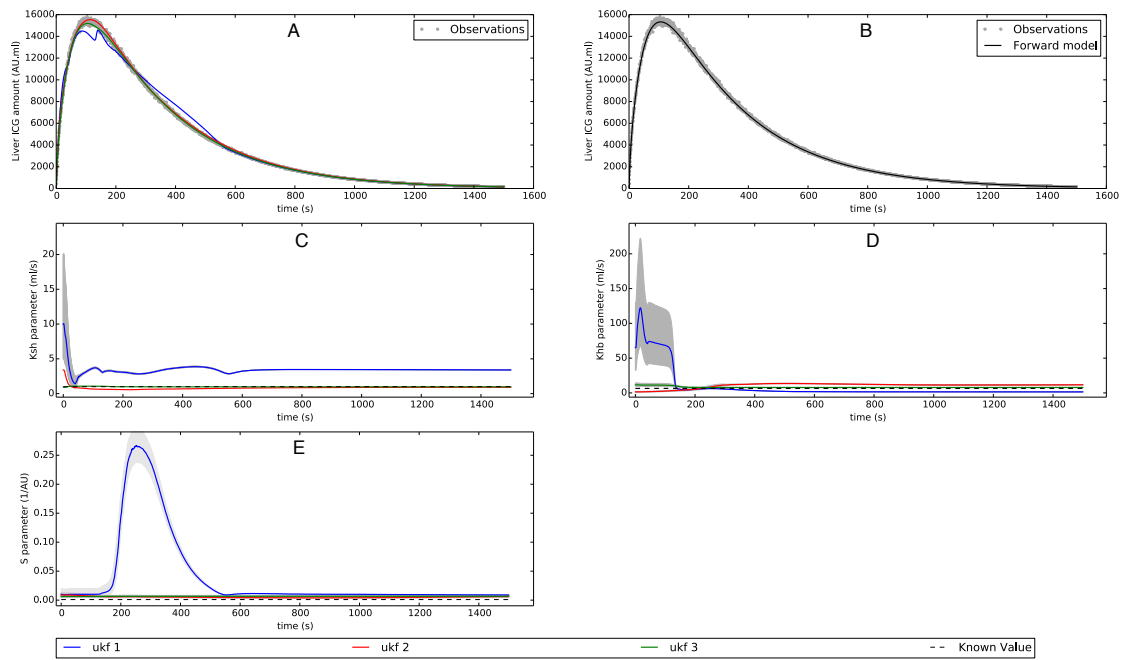 16000
14000
12000
10000
8000
6000
4000
2000
0
Liver ICG amount (AU.ml)
A
Observations
0 200 400 600 800 1000 1200 1400 1600
time (s)
16000
14000
12000
10000
8000
6000
4000
2000
0
Liver ICG amount (AU.ml)
B
Observations
Forward model
0 200 400 600 800 1000 1200 1400 1600
time (s)
20
15
10
5
0
Ksh parameter (ml/s)
C
0 200 400 600 800 1000 1200 1400
time (s)
200
150
100
50
0
Khb parameter (ml/s)
D
0 200 400 600 800 1000 1200 1400
time (s)
0.25
0.20
0.15
0.10
0.05
0.00
S parameter (1/AU)
E
0 200 400 600 800 1000 1200 1400
time (s)
ukf 1 ukf 2 ukf 3 Known Value